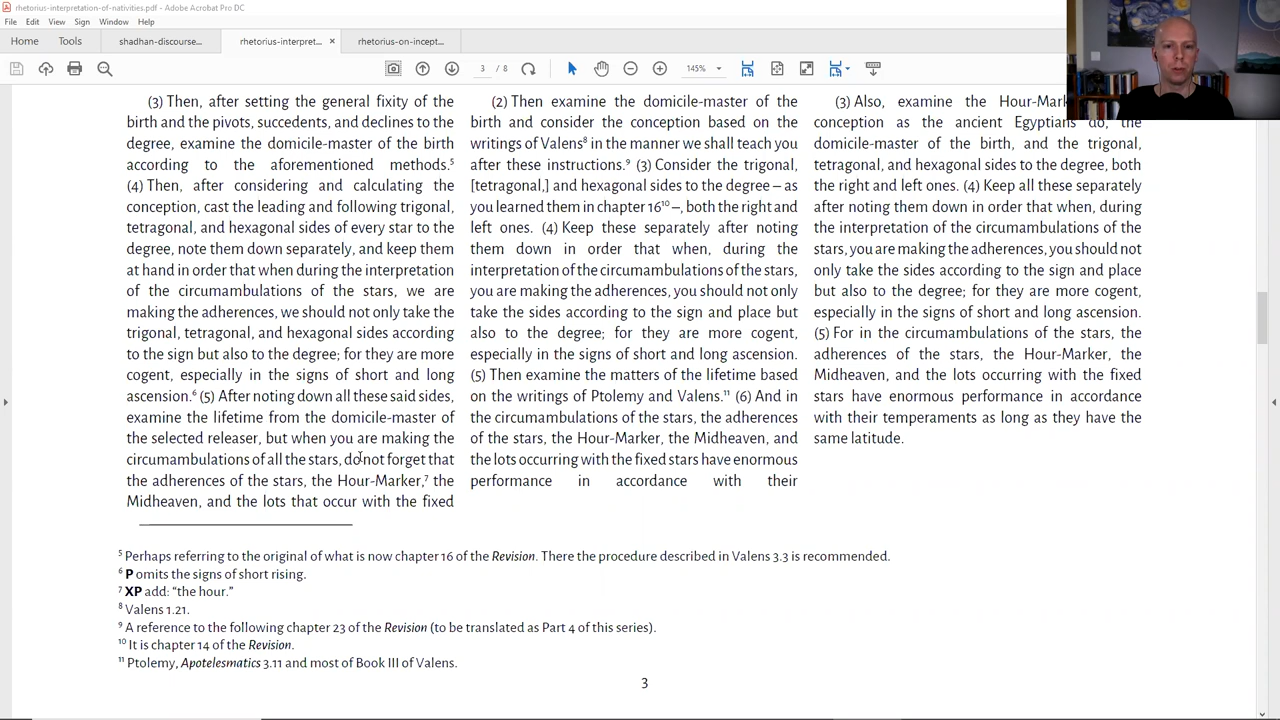 rhetorius-interpretation-of-nativities.pdf - Adobe Acrobat Pro DC
File Edit View Sign Window Help
Home Tools shadhan-discourse... rhetorius-interpret... × rhetorius-on-incept...
3 / 8 145%
(3) Then, after setting the general fixity of the
birth and the pivots, succedents, and declines to the
degree, examine the domicile-master of the birth
according to the aforementioned methods.⁵
(4) Then, after considering and calculating the
conception, cast the leading and following trigonal,
tetragonal, and hexagonal sides of every star to the
degree, note them down separately, and keep them
at hand in order that when during the interpretation
of the circumambulations of the stars, we are
making the adherences, we should not only take the
trigonal, tetragonal, and hexagonal sides according
to the sign but also to the degree; for they are more
cogent, especially in the signs of short and long
ascension.⁶ (5) After noting down all these said sides,
examine the lifetime from the domicile-master of
the selected releaser, but when you are making the
circumambulations of all the stars, do not forget that
the adherences of the stars, the Hour-Marker,⁷ the
Midheaven, and the lots that occur with the fixed
(2) Then examine the domicile-master of the
birth and consider the conception based on the
writings of Valens⁸ in the manner we shall teach you
after these instructions.⁹ (3) Consider the trigonal,
[tetragonal,] and hexagonal sides to the degree – as
you learned them in chapter 16¹⁰ –, both the right and
left ones. (4) Keep these separately after noting
them down in order that when, during the
interpretation of the circumambulations of the stars,
you are making the adherences, you should not only
take the sides according to the sign and place but
also to the degree; for they are more cogent,
especially in the signs of short and long ascension.
(5) Then examine the matters of the lifetime based
on the writings of Ptolemy and Valens.¹¹ (6) And in
the circumambulations of the stars, the adherences
of the stars, the Hour-Marker, the Midheaven, and
the lots occurring with the fixed stars have enormous
performance in accordance with their
(3) Also, examine the Hour-Mark
conception as the ancient Egyptians do, the
domicile-master of the birth, and the trigonal,
tetragonal, and hexagonal sides to the degree, both
the right and left ones. (4) Keep all these separately
after noting them down in order that when, during
the interpretation of the circumambulations of the
stars, you are making the adherences, you should not
only take the sides according to the sign and place
but also to the degree; for they are more cogent,
especially in the signs of short and long ascension.
(5) For in the circumambulations of the stars, the
adherences of the stars, the Hour-Marker, the
Midheaven, and the lots occurring with the fixed
stars have enormous performance in accordance
with their temperaments as long as they have the
same latitude.
⁵ Perhaps referring to the original of what is now chapter 16 of the Revision. There the procedure described in Valens 3.3 is recommended.
⁶ P omits the signs of short rising.
⁷ XP add: “the hour.”
⁸ Valens 1.21.
⁹ A reference to the following chapter 23 of the Revision (to be translated as Part 4 of this series).
¹⁰ It is chapter 14 of the Revision.
¹¹ Ptolemy, Apotelesmatics 3.11 and most of Book III of Valens.
3